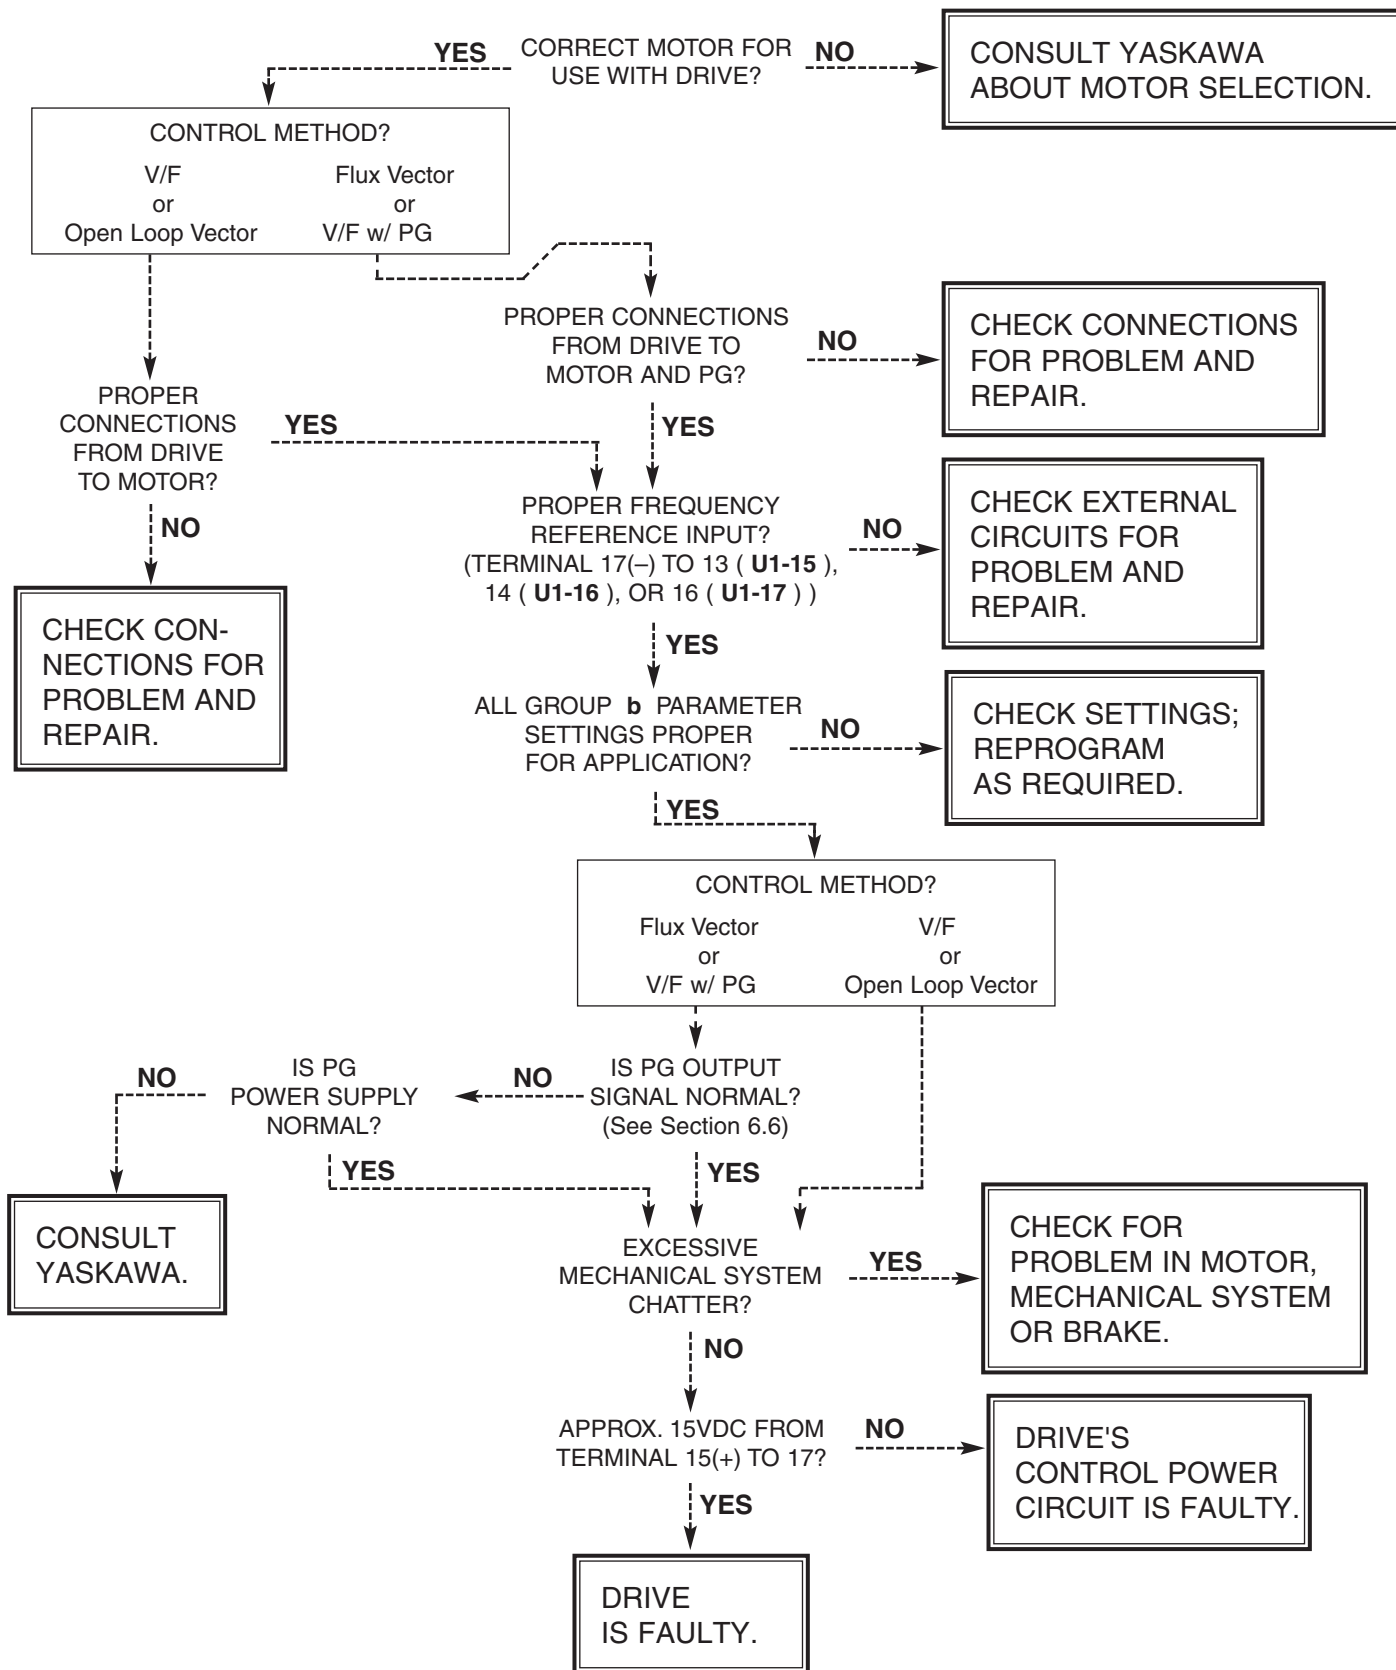 YES
CORRECT MOTOR FOR
USE WITH DRIVE?
NO
CONSULT YASKAWA
ABOUT MOTOR SELECTION.
CONTROL METHOD?
V/F
or
Open Loop Vector
Flux Vector
or
V/F w/ PG
PROPER CONNECTIONS
FROM DRIVE TO
MOTOR AND PG?
NO
CHECK CONNECTIONS
FOR PROBLEM AND
REPAIR.
PROPER
CONNECTIONS
FROM DRIVE
TO MOTOR?
YES
YES
NO
CHECK CON-
NECTIONS FOR
PROBLEM AND
REPAIR.
PROPER FREQUENCY
REFERENCE INPUT?
(TERMINAL 17(–) TO 13 ( U1-15 ),
14 ( U1-16 ), OR 16 ( U1-17 ) )
NO
CHECK EXTERNAL
CIRCUITS FOR
PROBLEM AND
REPAIR.
YES
ALL GROUP b PARAMETER
SETTINGS PROPER
FOR APPLICATION?
NO
CHECK SETTINGS;
REPROGRAM
AS REQUIRED.
YES
CONTROL METHOD?
Flux Vector
or
V/F w/ PG
V/F
or
Open Loop Vector
NO
IS PG
POWER SUPPLY
NORMAL?
NO
IS PG OUTPUT
SIGNAL NORMAL?
(See Section 6.6)
YES
YES
CONSULT
YASKAWA.
EXCESSIVE
MECHANICAL SYSTEM
CHATTER?
YES
CHECK FOR
PROBLEM IN MOTOR,
MECHANICAL SYSTEM
OR BRAKE.
NO
APPROX. 15VDC FROM
TERMINAL 15(+) TO 17?
NO
DRIVE'S
CONTROL POWER
CIRCUIT IS FAULTY.
YES
DRIVE
IS FAULTY.